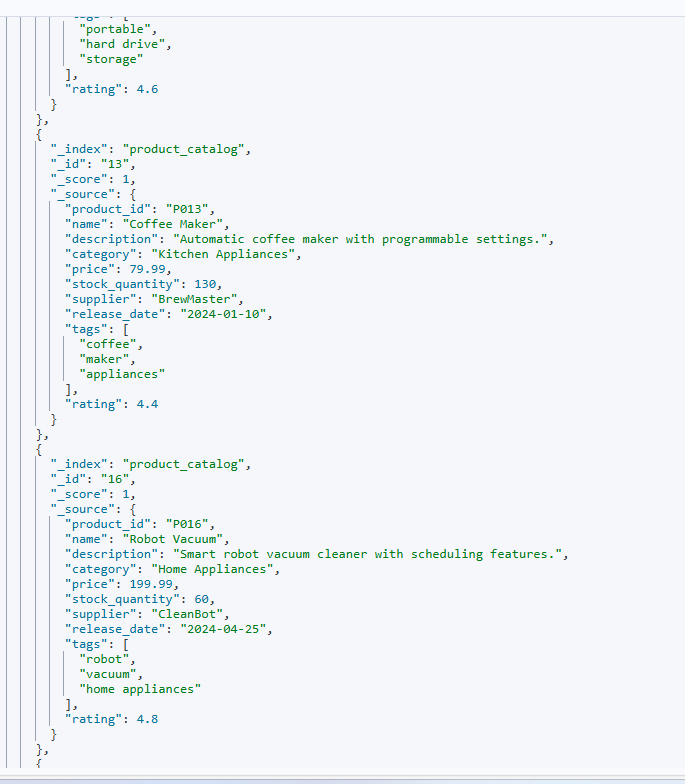 "portable",
"hard drive",
"storage"
],
"rating": 4.6
}
},
{
"_index": "product_catalog",
"_id": "13",
"_score": 1,
"_source": {
"product_id": "P013",
"name": "Coffee Maker",
"description": "Automatic coffee maker with programmable settings.",
"category": "Kitchen Appliances",
"price": 79.99,
"stock_quantity": 130,
"supplier": "BrewMaster",
"release_date": "2024-01-10",
"tags": [
"coffee",
"maker",
"appliances"
],
"rating": 4.4
}
},
{
"_index": "product_catalog",
"_id": "16",
"_score": 1,
"_source": {
"product_id": "P016",
"name": "Robot Vacuum",
"description": "Smart robot vacuum cleaner with scheduling features.",
"category": "Home Appliances",
"price": 199.99,
"stock_quantity": 60,
"supplier": "CleanBot",
"release_date": "2024-04-25",
"tags": [
"robot",
"vacuum",
"home appliances"
],
"rating": 4.8
}
},
{